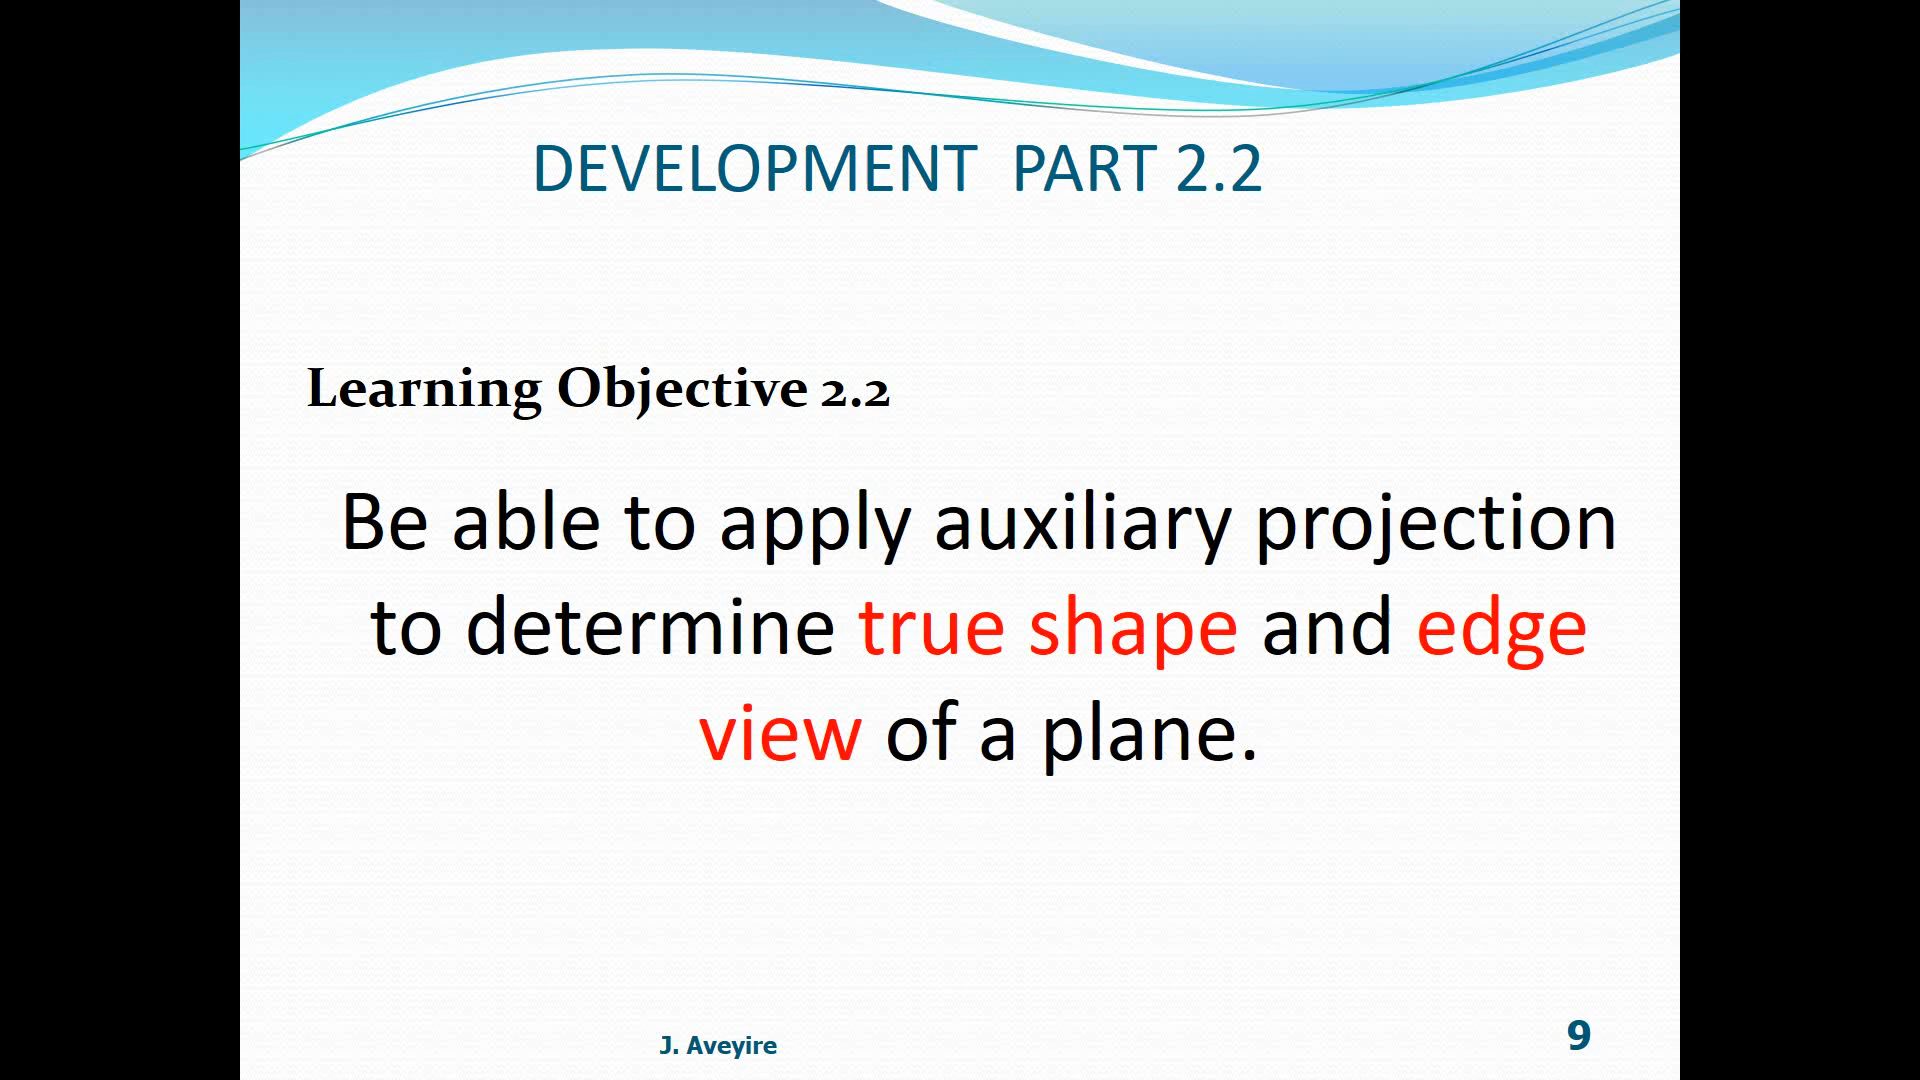 DEVELOPMENT PART 2.2
Learning Objective 2.2
Be able to apply auxiliary projection
to determine true shape and edge
view of a plane.
J. Aveyire
9